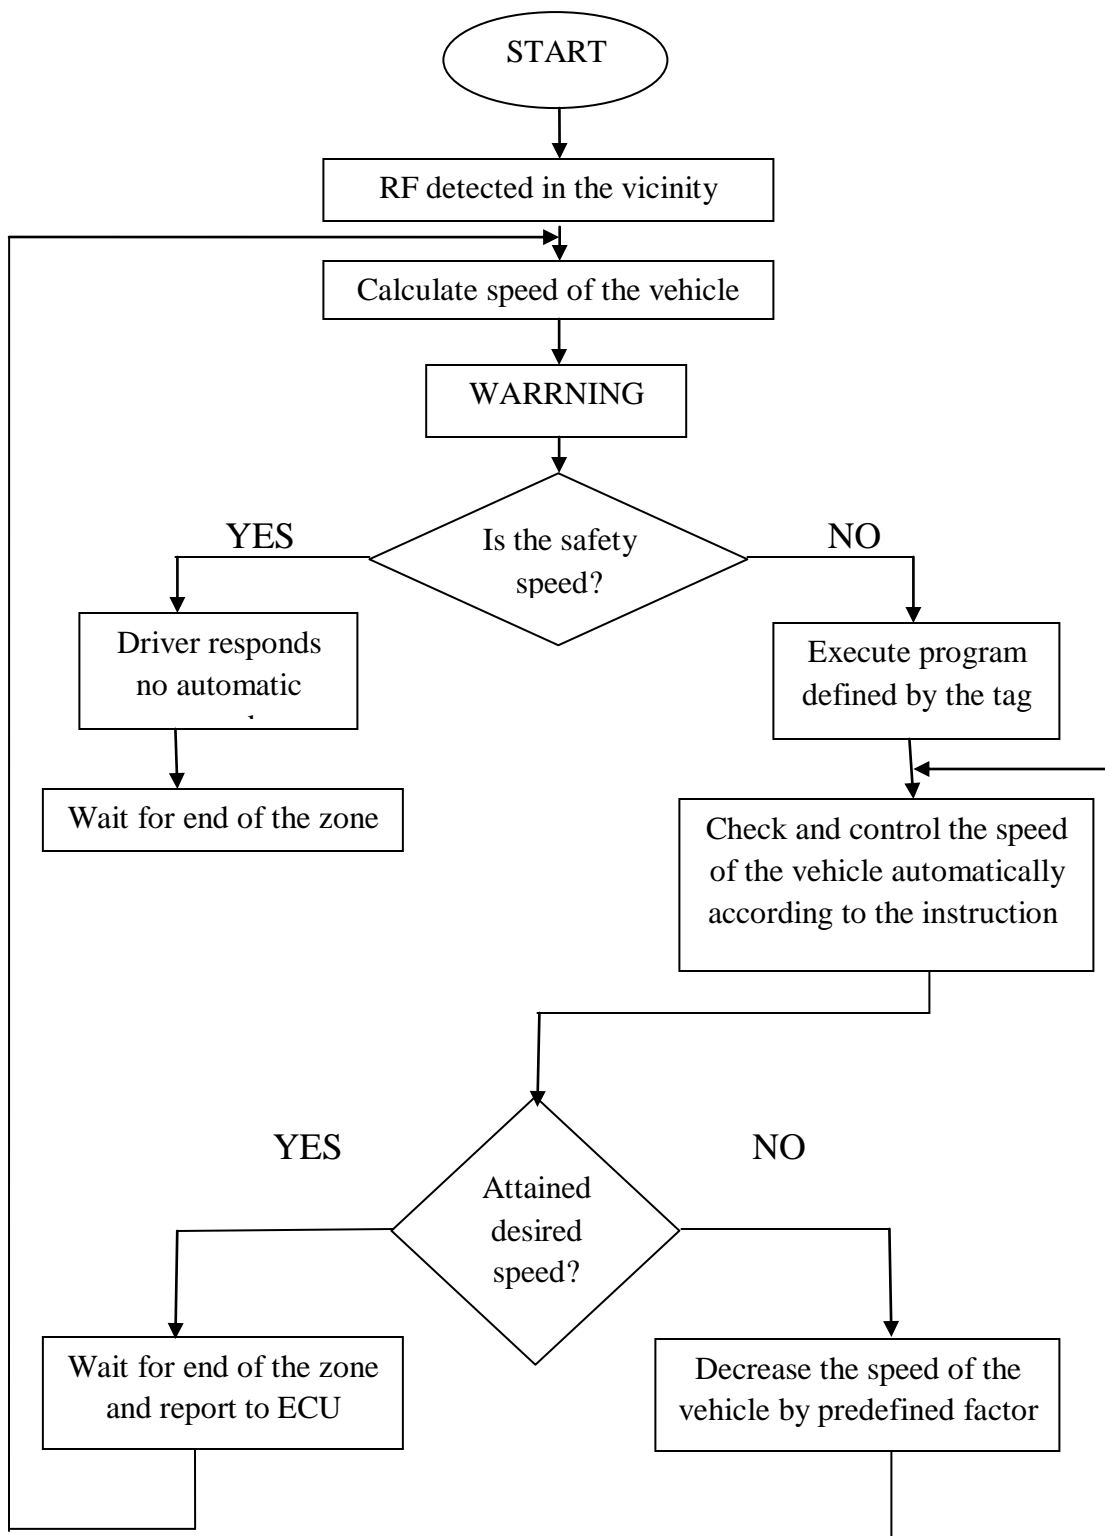 START
RF detected in the vicinity
Calculate speed of the vehicle
WARRNING
YES
NO
Is the safety
speed?
Driver responds
no automatic
Execute program
defined by the tag
Wait for end of the zone
Check and control the speed
of the vehicle automatically
according to the instruction
YES
NO
Attained
desired
speed?
Wait for end of the zone
and report to ECU
Decrease the speed of the
vehicle by predefined factor